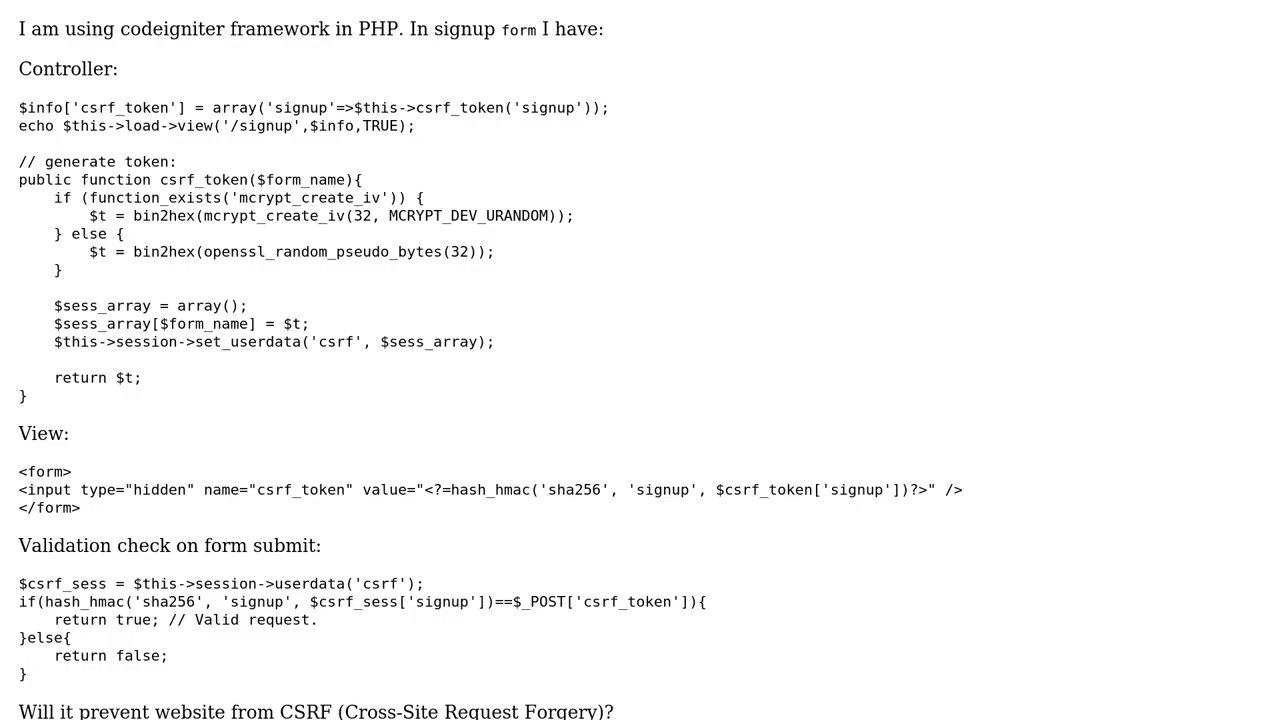 I am using codeigniter framework in PHP. In signup form I have:
Controller:
$info['csrf_token'] = array('signup'=>$this->csrf_token('signup'));
echo $this->load->view('/signup',$info,TRUE);
// generate token:
public function csrf_token($form_name){
    if (function_exists('mcrypt_create_iv')) {
        $t = bin2hex(mcrypt_create_iv(32, MCRYPT_DEV_URANDOM));
    } else {
        $t = bin2hex(openssl_random_pseudo_bytes(32));
    }
    $sess_array = array();
    $sess_array[$form_name] = $t;
    $this->session->set_userdata('csrf', $sess_array);
    return $t;
}
View:
<form>
<input type="hidden" name="csrf_token" value="<?=hash_hmac('sha256', 'signup', $csrf_token['signup'])?>" />
</form>
Validation check on form submit:
$csrf_sess = $this->session->userdata('csrf');
if(hash_hmac('sha256', 'signup', $csrf_sess['signup'])==$_POST['csrf_token']){
    return true; // Valid request.
}else{
    return false;
}
Will it prevent website from CSRF (Cross-Site Request Forgery)?